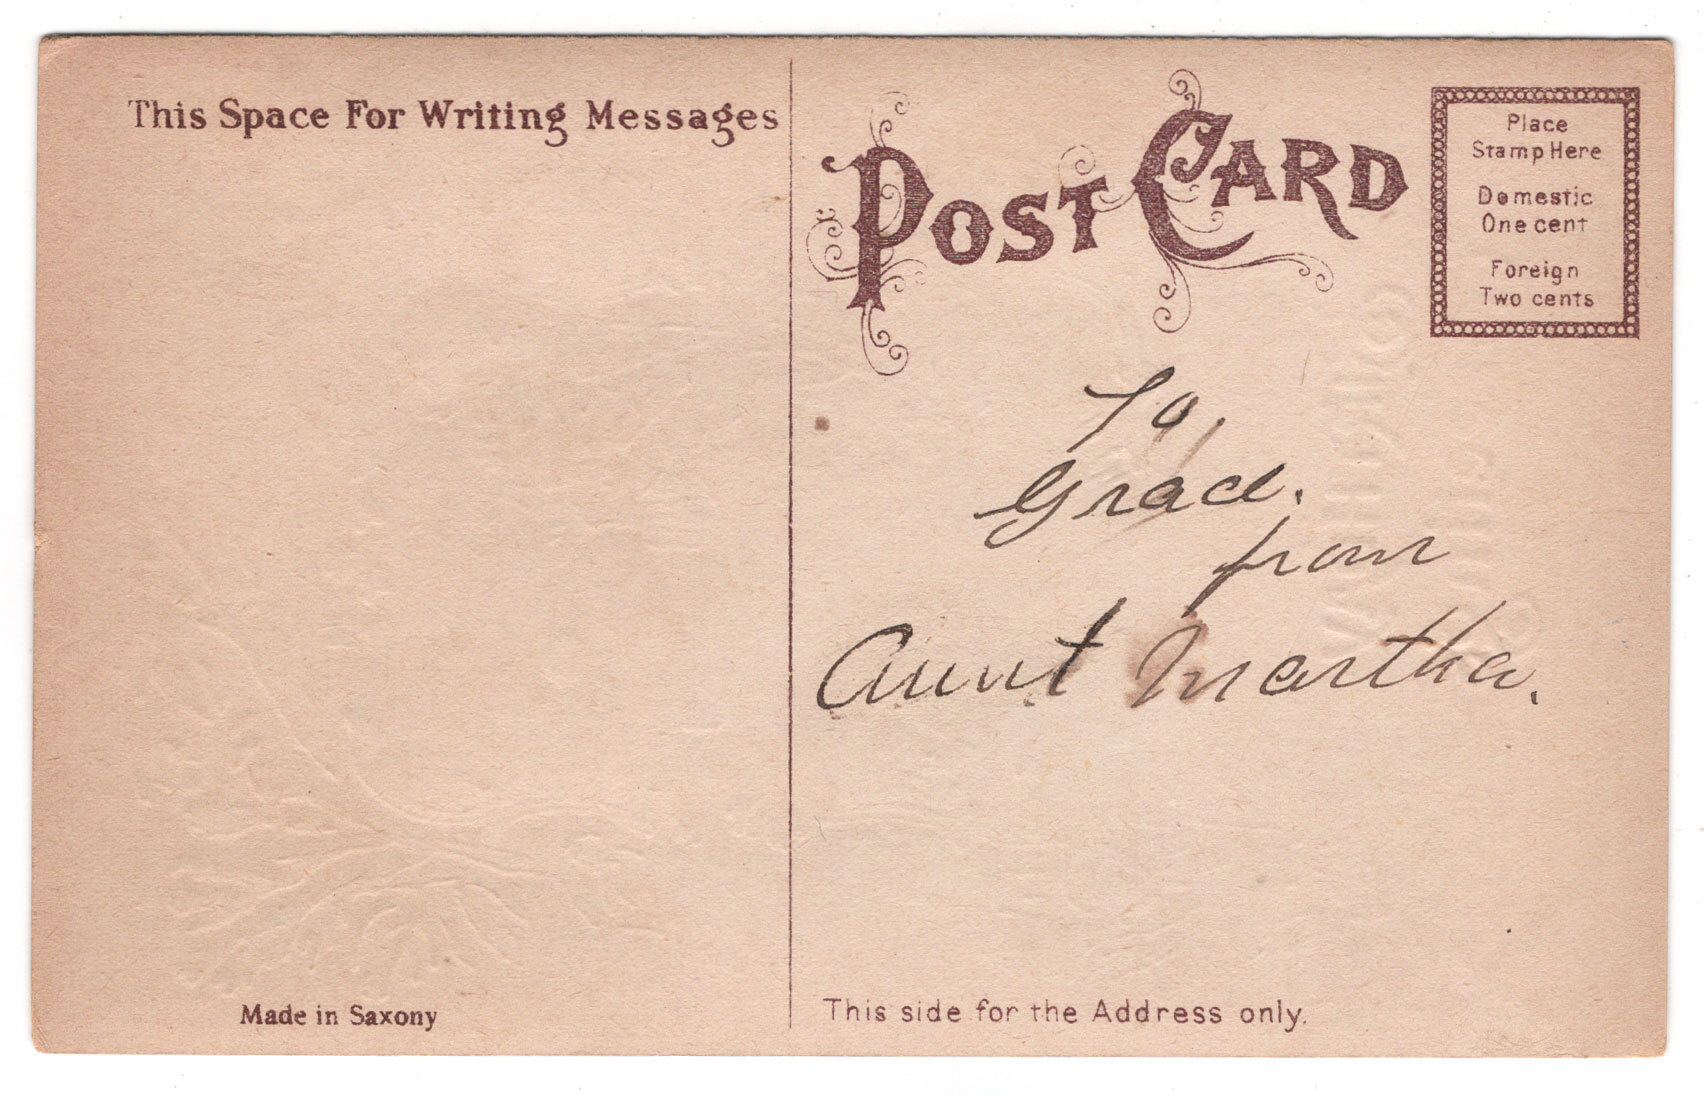 This Space For Writing Messages
POST CARD
Place
Stamp Here
Domestic
One cent
Foreign
Two cents
To
Grace.
from
Aunt Martha.
Made in Saxony
This side for the Address only.